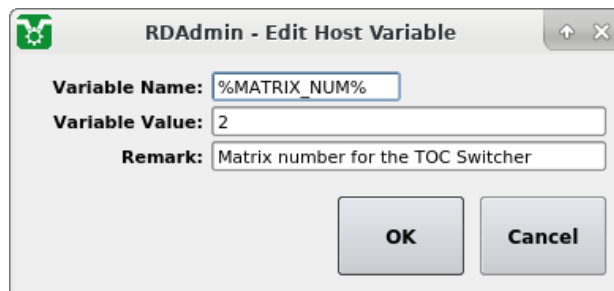 RDAdmin - Edit Host Variable
Variable Name: %MATRIX_NUM%
Variable Value: 2
Remark: Matrix number for the TOC Switcher
OK Cancel